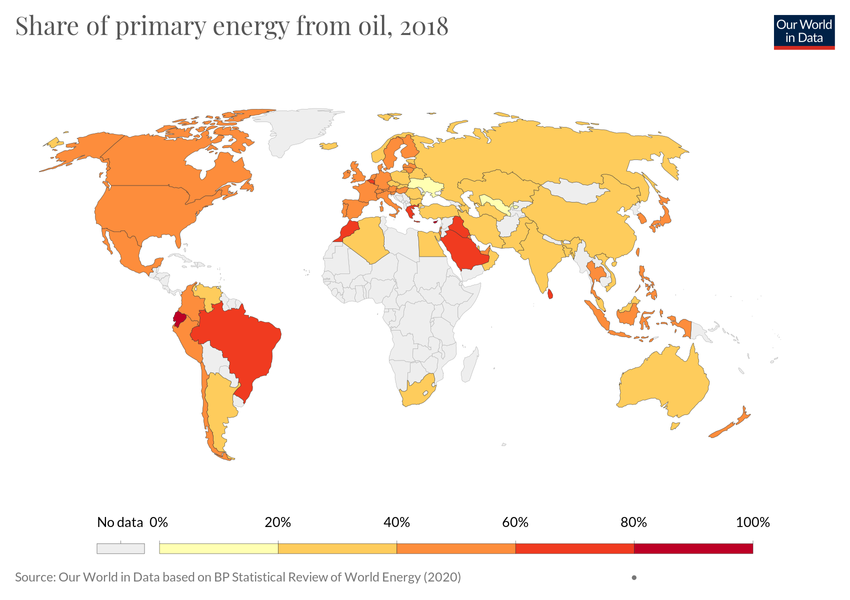 Share of primary energy from oil, 2018
Our World
in Data
No data 0% 20% 40% 60% 80% 100%
Source: Our World in Data based on BP Statistical Review of World Energy (2020)